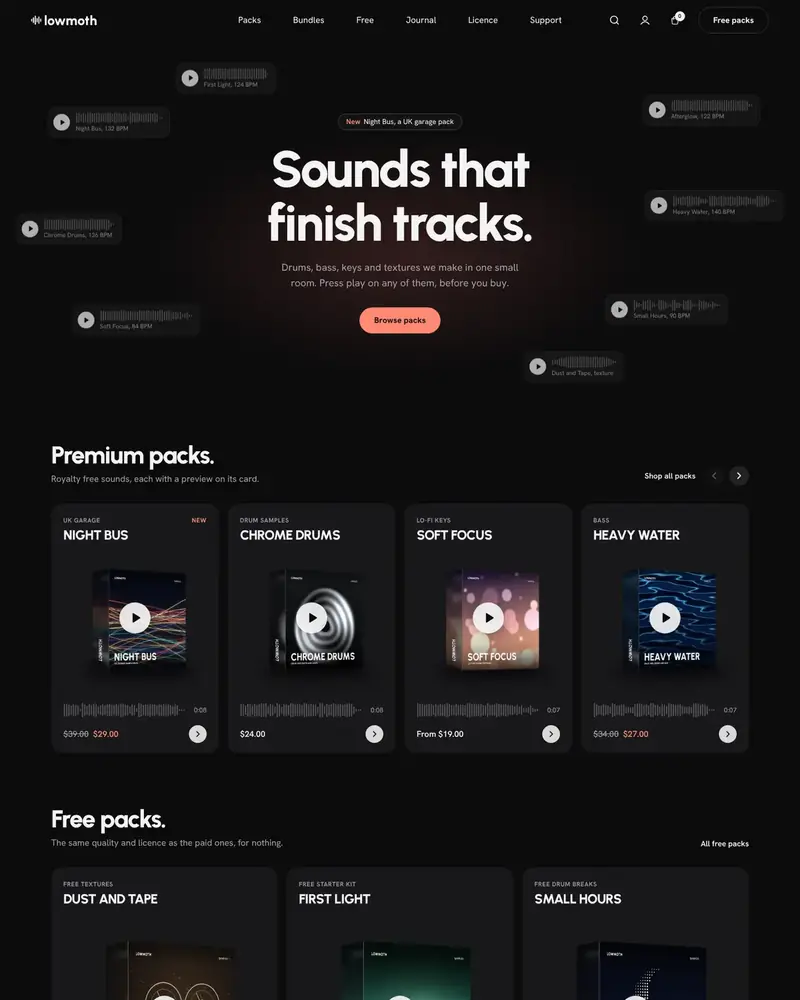 lowmoth
Packs Bundles Free Journal Licence Support
0
Free packs
First Light, 124 BPM
Night Bus, 132 BPM
Afterglow, 122 BPM
New Night Bus, a UK garage pack
Sounds that
finish tracks.
Heavy Water, 140 BPM
Chrome Drums, 126 BPM
Drums, bass, keys and textures we make in one small
room. Press play on any of them, before you buy.
Small Hours, 90 BPM
Soft Focus, 84 BPM
Browse packs
Dust and Tape, texture
Premium packs.
Royalty free sounds, each with a preview on its card.
Shop all packs
UK GARAGE
NEW
NIGHT BUS
LOWMOTH
NIGHT BUS
0:08
$39.00 $29.00
DRUM SAMPLES
CHROME DRUMS
LOWMOTH
CHROME DRUMS
0:08
$24.00
LO-FI KEYS
SOFT FOCUS
LOWMOTH
SOFT FOCUS
0:07
From $19.00
BASS
HEAVY WATER
LOWMOTH
HEAVY WATER
0:07
$34.00 $27.00
Free packs.
The same quality and licence as the paid ones, for nothing.
All free packs
FREE TEXTURES
DUST AND TAPE
LOWMOTH
FREE STARTER KIT
FIRST LIGHT
LOWMOTH
FREE DRUM BREAKS
SMALL HOURS
LOWMOTH